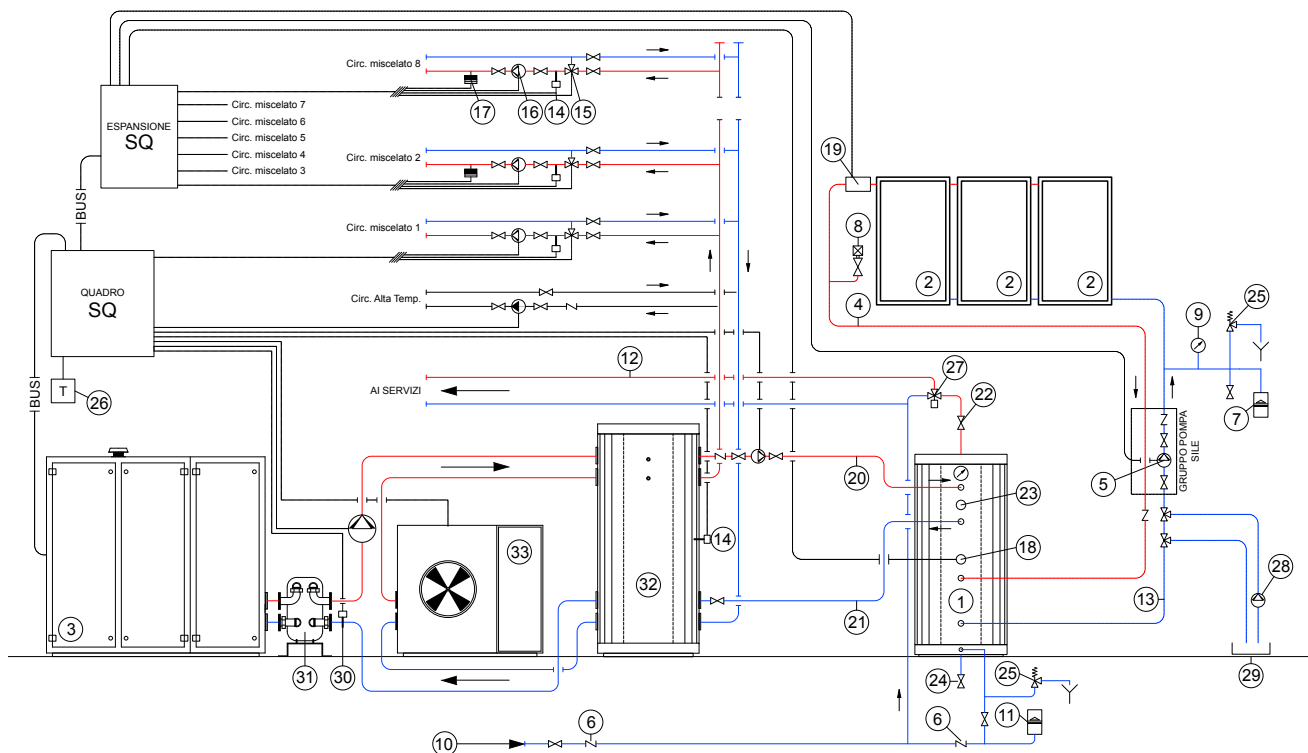 Circ. miscelato 8
17
16
14
15
ESPANSIONE
SQ
Circ. miscelato 7
Circ. miscelato 6
Circ. miscelato 5
Circ. miscelato 4
Circ. miscelato 3
Circ. miscelato 2
19
BUS
8
Circ. miscelato 1
2
2
2
QUADRO
SQ
Circ. Alta Temp.
4
9
25
12
27
26
T
AI SERVIZI
22
7
BUS
GRUPPO POMPA
SILE
5
20
23
33
14
18
32
1
28
3
21
13
31
30
24
25
29
11
6
6
10